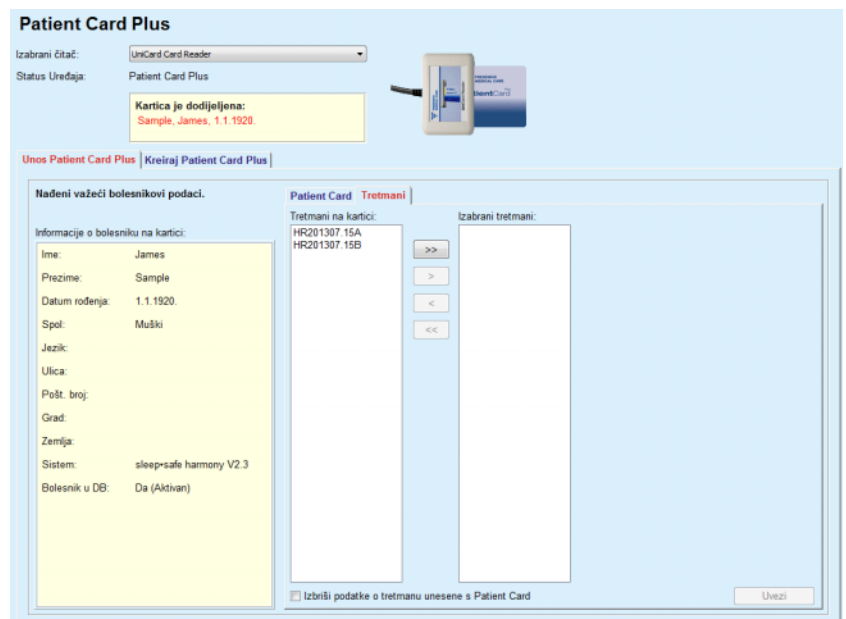 Patient Card Plus
Izabrani čitač: UniCard Card Reader
Status Uređaja: Patient Card Plus
Kartica je dodijeljena:
Sample, James, 1.1.1920.
FRESENIUS
MEDICAL CARE
tientCard
Unos Patient Card Plus Kreiraj Patient Card Plus
Nađeni važeći bolesnikovi podaci.
Informacije o bolesniku na kartici:
Ime: James
Prezime: Sample
Datum rođenja: 1.1.1920.
Spol: Muški
Jezik:
Ulica:
Pošt. broj:
Grad:
Zemlja:
Sistem: sleep•safe harmony V2.3
Bolesnik u DB: Da (Aktivan)
Patient Card Tretmani
Tretmani na kartici: Izabrani tretmani:
HR201307.15A
HR201307.15B
>>
>
<
<<
Izbriši podatke o tretmanu unesene s Patient Card
Uvezi